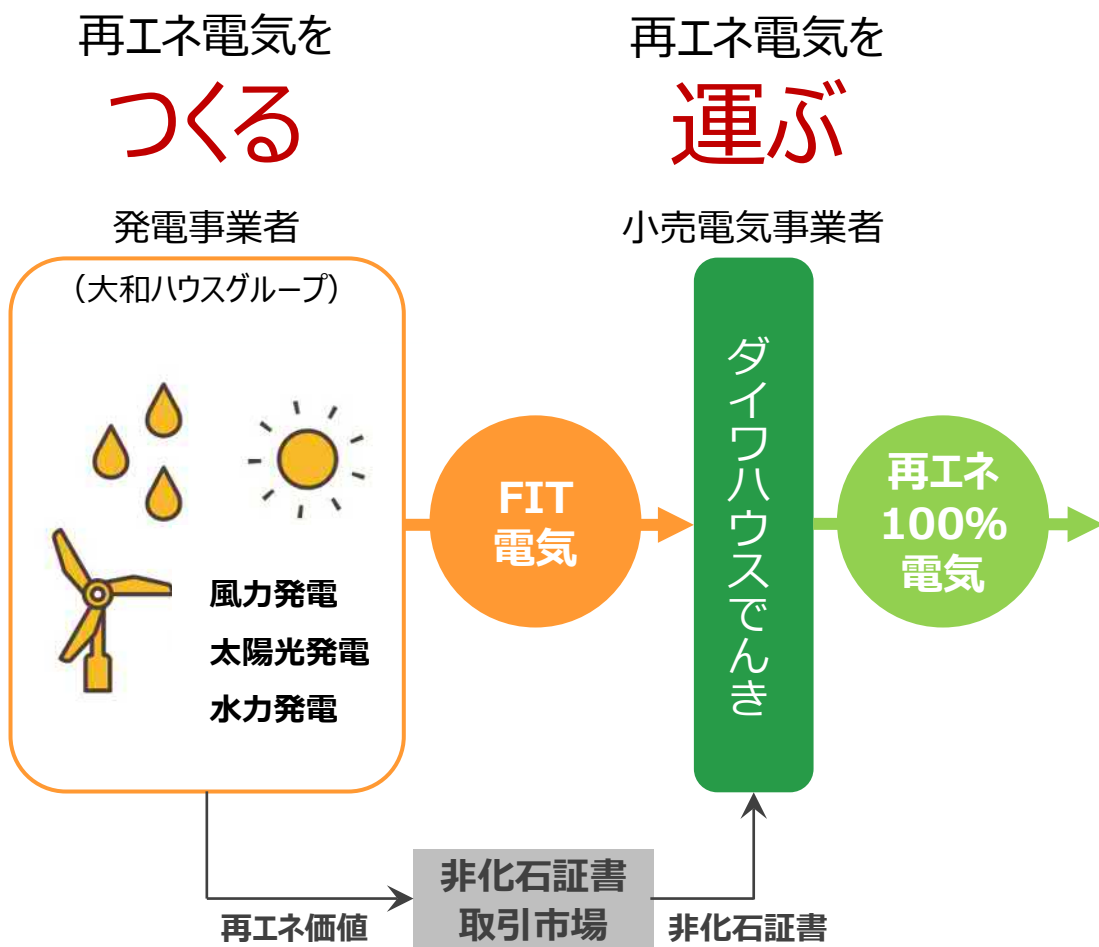 再エネ電気を
つくる
発電事業者
（大和ハウスグループ）
風力発電
太陽光発電
水力発電
FIT
電気
再エネ電気を
運ぶ
小売電気事業者
ダイワハウスでんき
再エネ
100%
電気
再エネ価値
非化石証書
取引市場
非化石証書